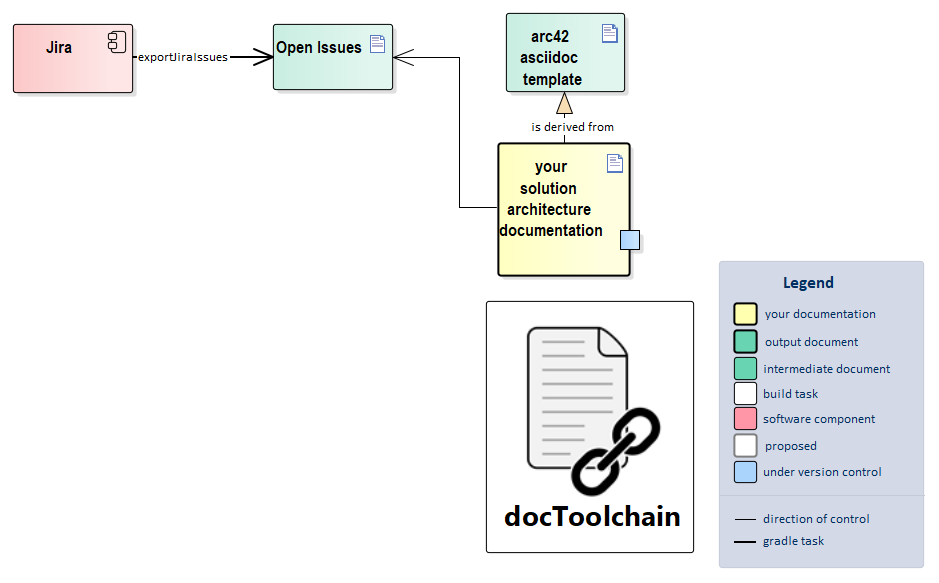 Jira
exportJiraIssues
Open Issues
arc42
asciidoc
template
is derived from
your
solution
architecture
documentation
docToolchain
Legend
your documentation
output document
intermediate document
build task
software component
proposed
under version control
direction of control
gradle task